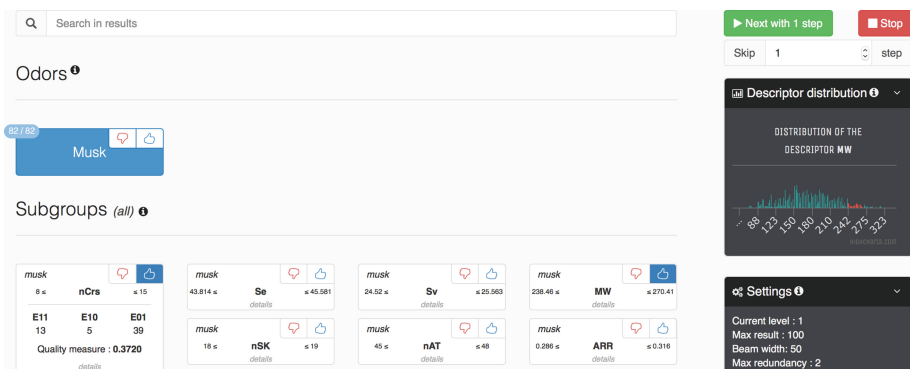 Search in results
Next with 1 step
Stop
Skip 1 step
Odors
82 / 82
Musk
Descriptor distribution
DISTRIBUTION OF THE
DESCRIPTOR MW
... 88 123 150 180 210 242 275 323
Highcharts.com
Subgroups (all)
musk
8 ≤ nCrs ≤ 15
E11 E10 E01
13 5 39
Quality measure : 0.3720
details
musk
43.814 ≤ Se ≤ 45.581
details
musk
24.52 ≤ Sv ≤ 25.563
details
musk
238.46 ≤ MW ≤ 270.41
details
musk
18 ≤ nSK ≤ 19
details
musk
45 ≤ nAT ≤ 48
details
musk
0.286 ≤ ARR ≤ 0.316
details
Settings
Current level : 1
Max result : 100
Beam width: 50
Max redundancy : 2